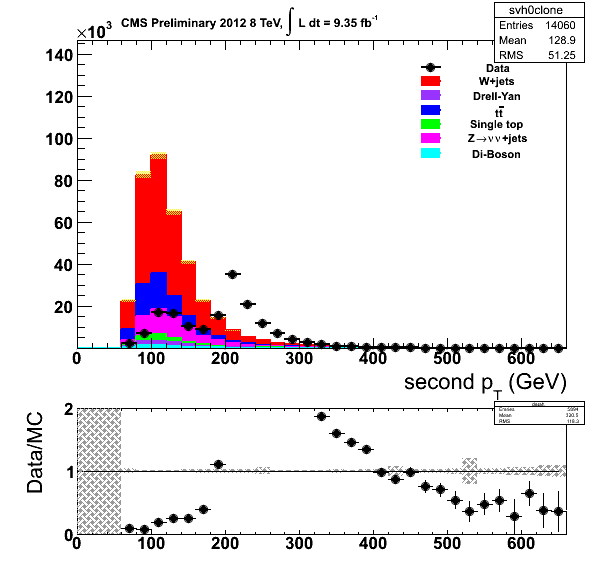 CMS Preliminary 2012 8 TeV, ∫ L dt = 9.35 fb⁻¹
svh0clone
Entries 14060
Mean 128.9
RMS 51.25
×10³
140
120
100
80
60
40
20
Data
W+jets
Drell-Yan
tt̅
Single top
Z→νν+jets
Di-Boson
0 100 200 300 400 500 600
second p_T (GeV)
Entries
Mean
RMS
Data/MC
2
1
0
0 100 200 300 400 500 600